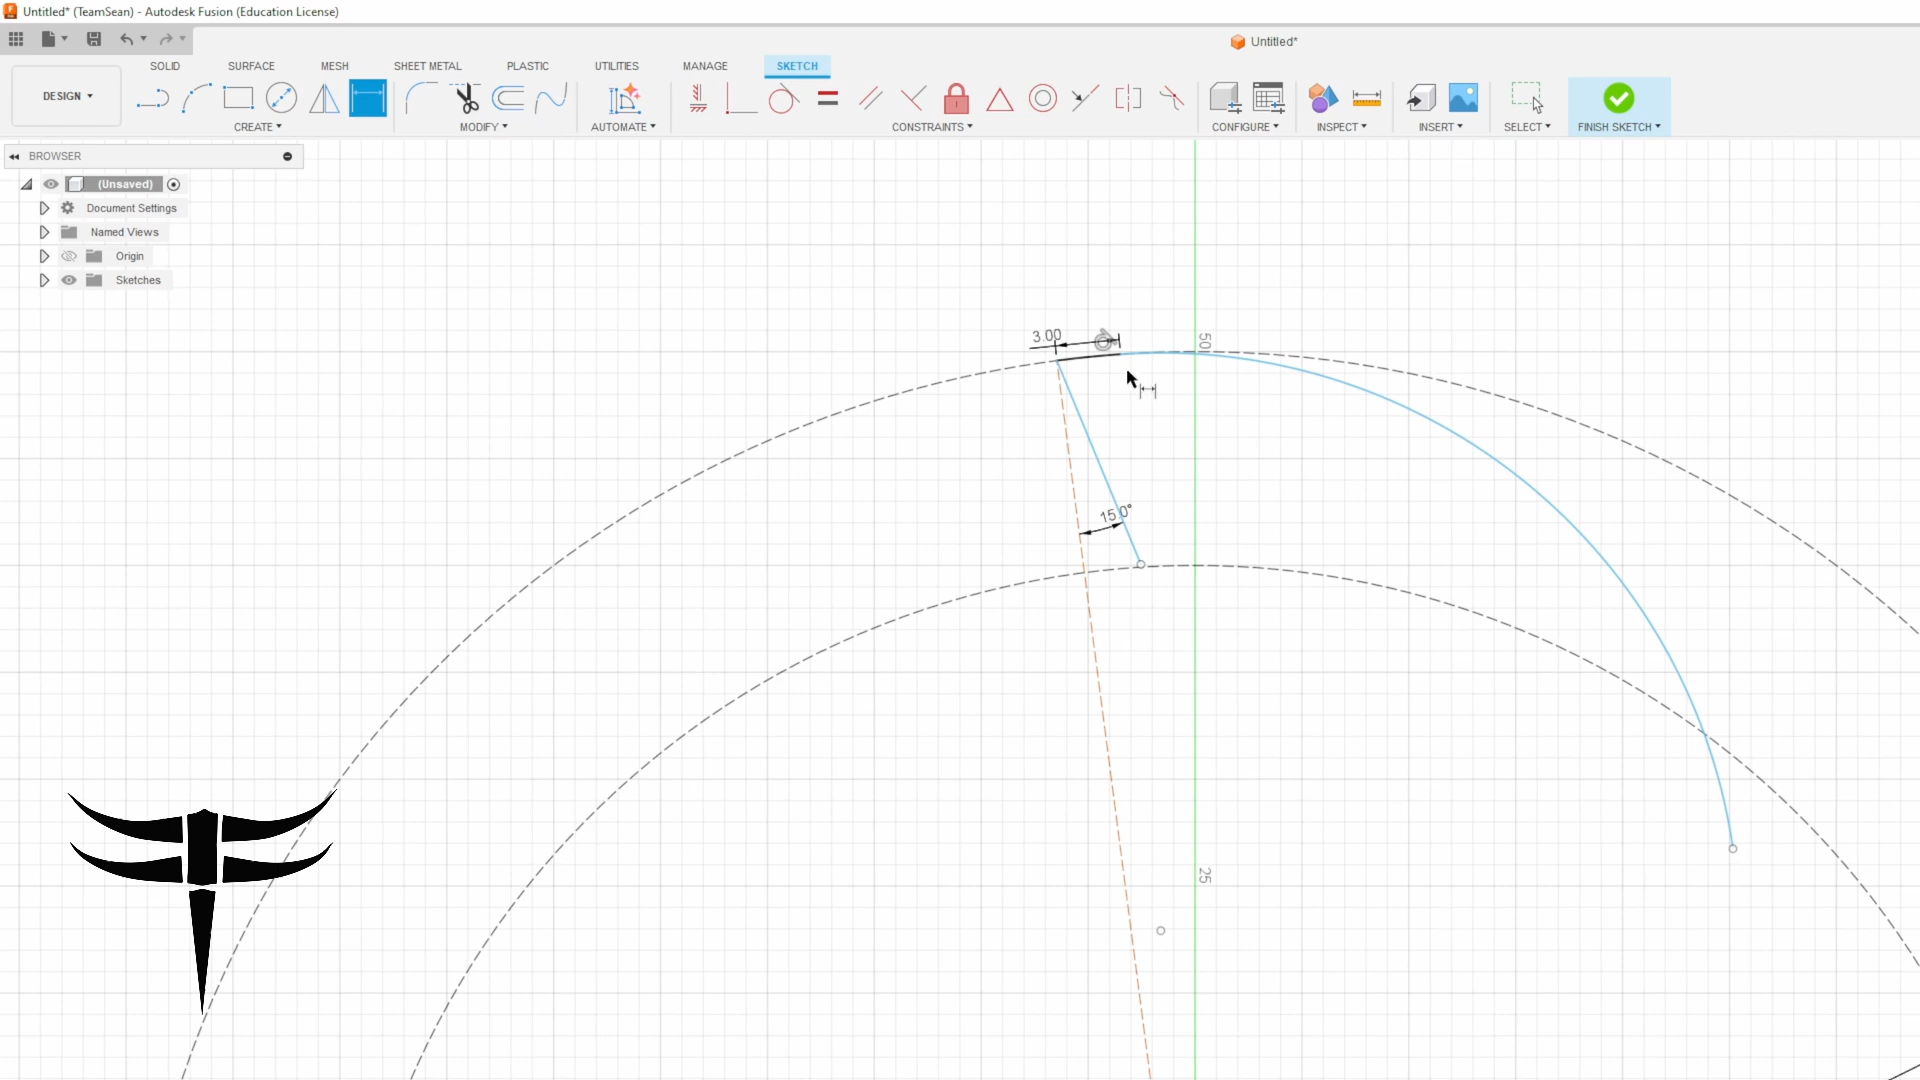 Untitled* (TeamSean) - Autodesk Fusion (Education License)
Untitled*
SOLID SURFACE MESH SHEET METAL PLASTIC UTILITIES MANAGE SKETCH
DESIGN
CREATE MODIFY AUTOMATE CONSTRAINTS CONFIGURE INSPECT INSERT SELECT FINISH SKETCH
BROWSER
(Unsaved)
Document Settings
Named Views
Origin
Sketches
3.00
50
15.0°
25